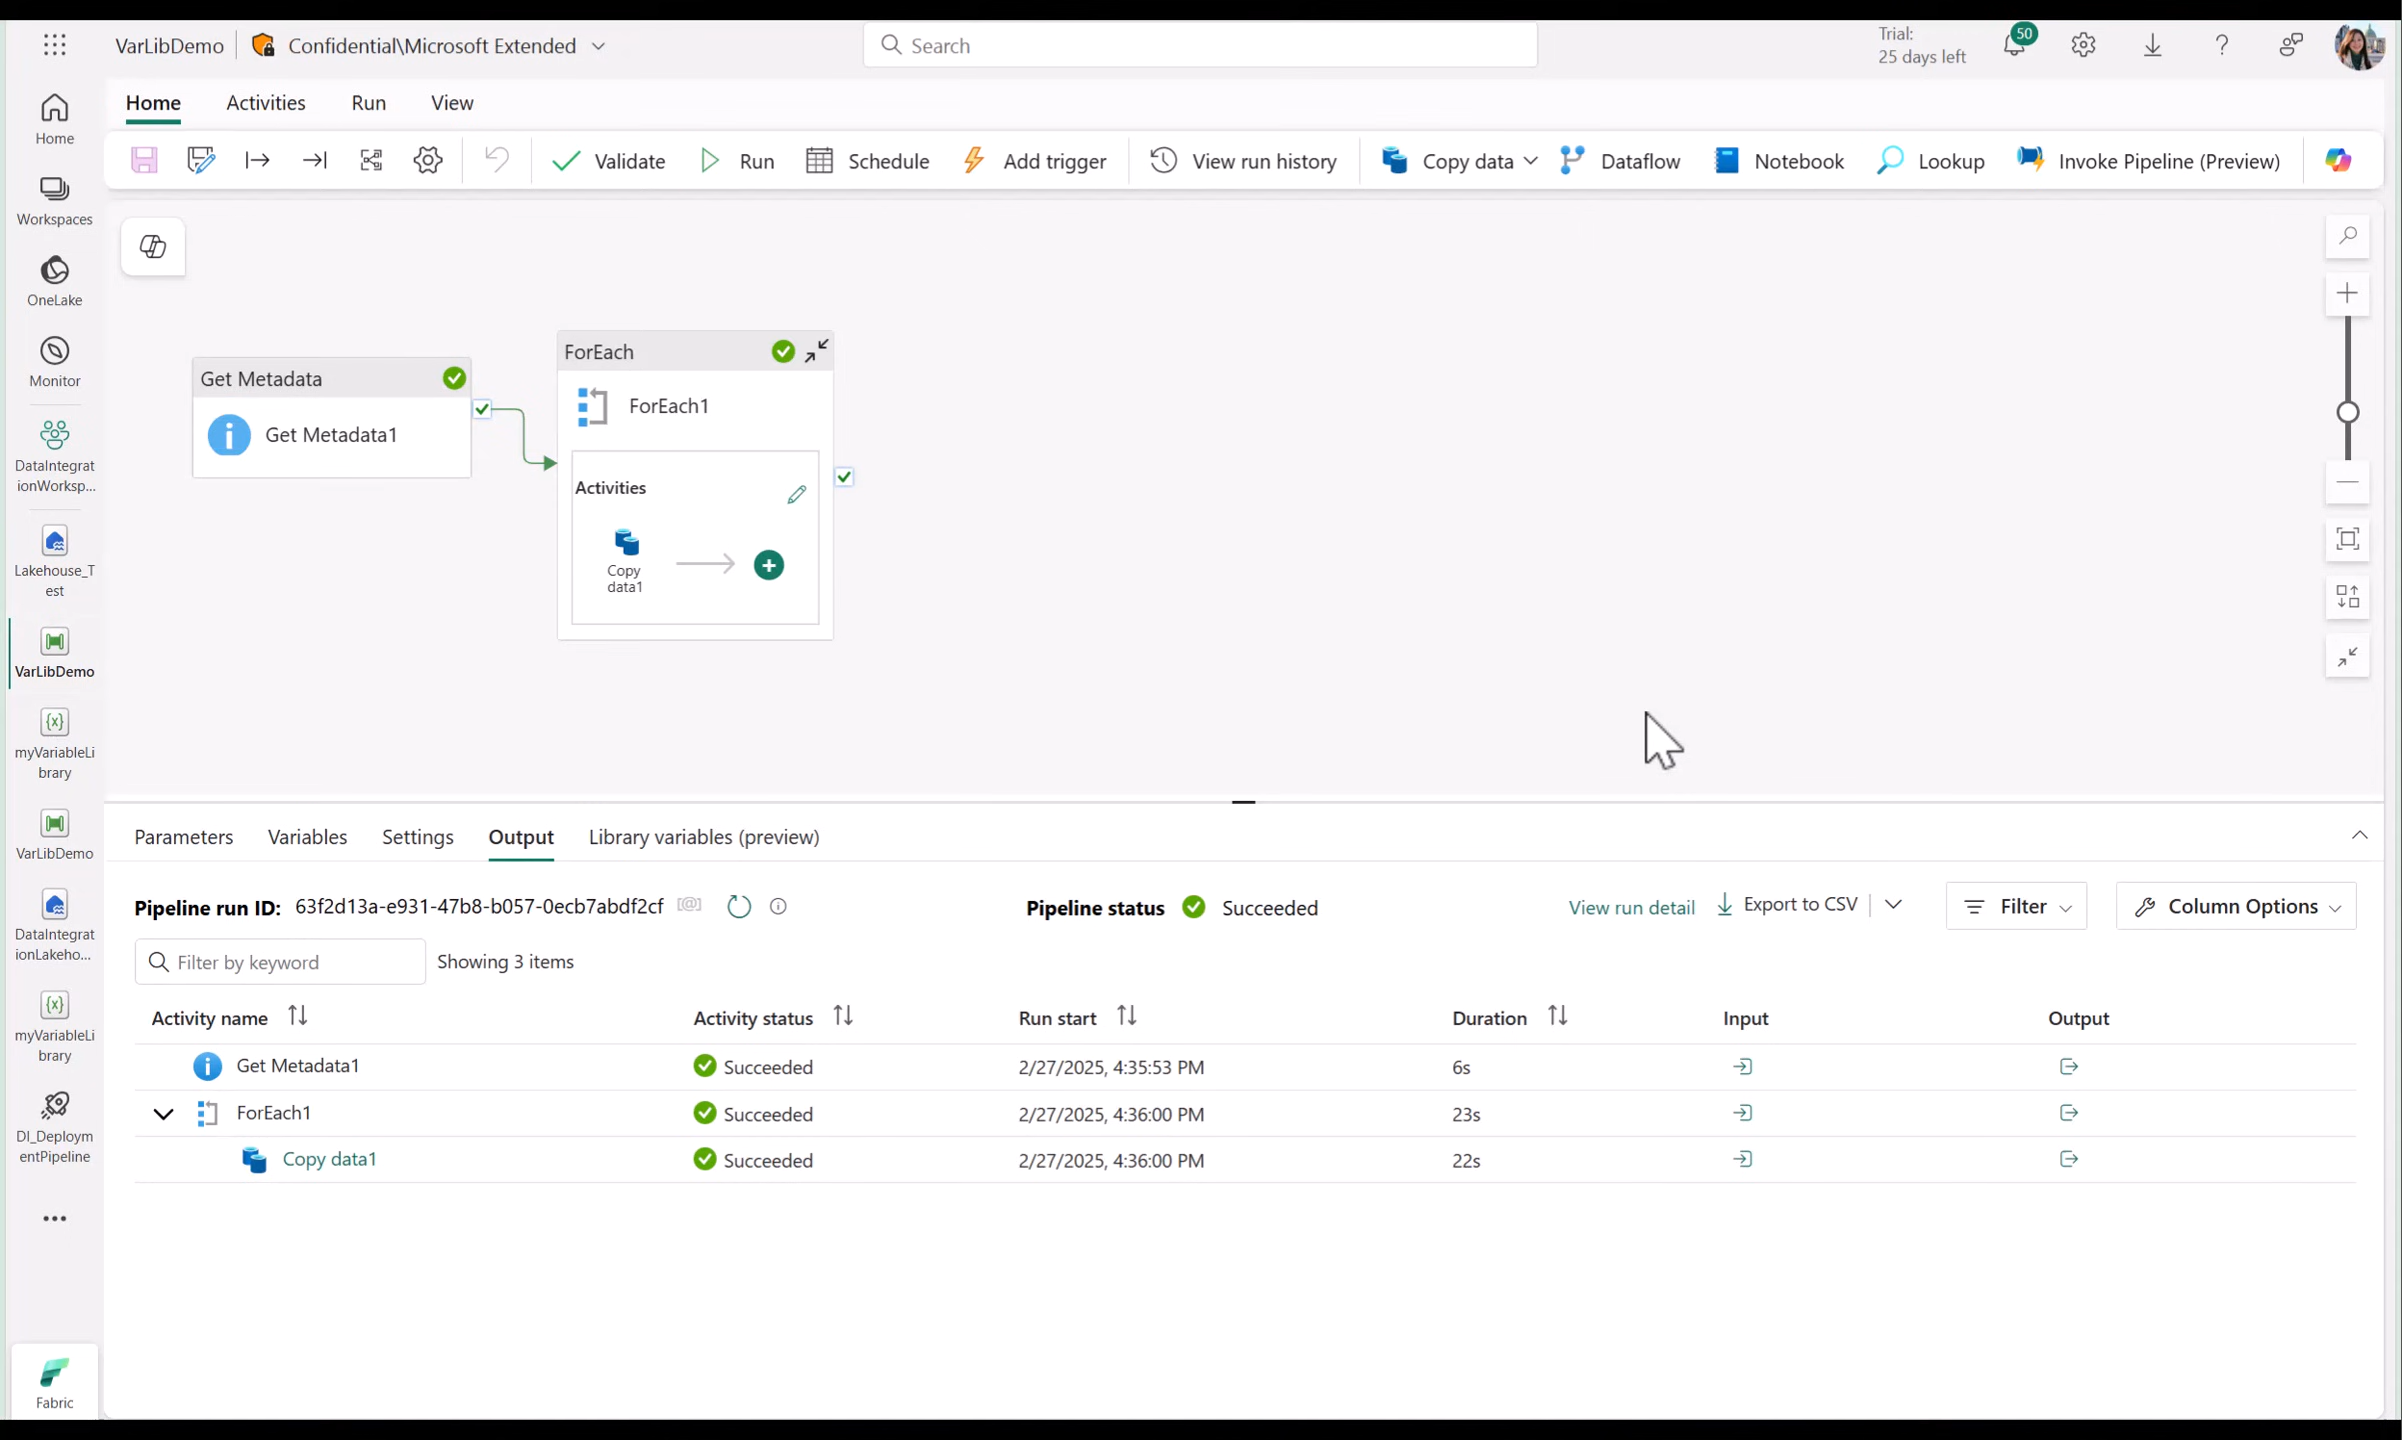 VarLibDemo
Confidential\Microsoft Extended
Search
Trial:
25 days left
50
Home
Activities
Run
View
Validate
Run
Schedule
Add trigger
View run history
Copy data
Dataflow
Notebook
Lookup
Invoke Pipeline (Preview)
Home
Workspaces
OneLake
Monitor
DataIntegrat
ionWorksp...
Lakehouse_T
est
VarLibDemo
myVariableLi
brary
VarLibDemo
DataIntegrat
ionLakeho...
myVariableLi
brary
DI_Deploym
entPipeline
Fabric
Get Metadata
Get Metadata1
ForEach
ForEach1
Activities
Copy
data1
Parameters
Variables
Settings
Output
Library variables (preview)
Pipeline run ID: 63f2d13a-e931-47b8-b057-0ecb7abdf2cf
Pipeline status
Succeeded
View run detail
Export to CSV
Filter
Column Options
Filter by keyword
Showing 3 items
Activity name
Activity status
Run start
Duration
Input
Output
Get Metadata1
Succeeded
2/27/2025, 4:35:53 PM
6s
ForEach1
Succeeded
2/27/2025, 4:36:00 PM
23s
Copy data1
Succeeded
2/27/2025, 4:36:00 PM
22s